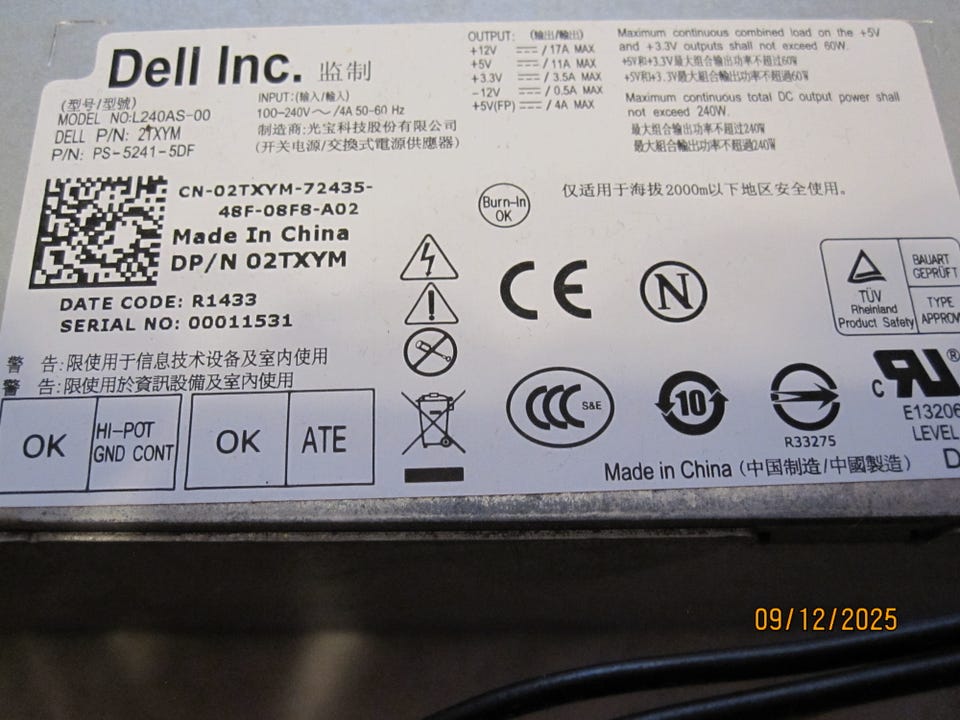 Dell Inc. 监制
(型号/型號)
MODEL NO:L240AS-00
DELL P/N: 2TXYM
P/N: PS-5241-5DF
INPUT:(输入/輸入)
100-240V～/4A 50-60 Hz
制造商:光宝科技股份有限公司
(开关电源/交換式電源供應器)
OUTPUT: (输出/輸出)
+12V ⎓ /17A MAX
+5V ⎓ /11A MAX
+3.3V ⎓ /3.5A MAX
-12V ⎓ /0.5A MAX
+5V(FP) ⎓ /4A MAX
Maximum continuous combined load on the +5V
and +3.3V outputs shall not exceed 60W.
+5V和+3.3V最大组合输出功率不超过60W
+5V和+3.3V最大組合輸出功率不超過60W
Maximum continuous total DC output power shall
not exceed 240W.
最大组合输出功率不超过240W
最大組合輸出功率不超過240W
CN-02TXYM-72435-
48F-08F8-A02
Made In China
DP/N 02TXYM
DATE CODE: R1433
SERIAL NO: 00011531
Burn-In
OK
仅适用于海拔2000m以下地区安全使用。
CE
N
TÜV
Rheinland
Product Safety
BAUART
GEPRÜFT
TYPE
APPROV
警 告:限使用于信息技术设备及室内使用
警 告:限使用於資訊設備及室內使用
OK
HI-POT
GND CONT
OK
ATE
CCC S&E
10
R33275
c RU ®
E13206
LEVEL
Made in China (中国制造/中國製造)
D
09/12/2025